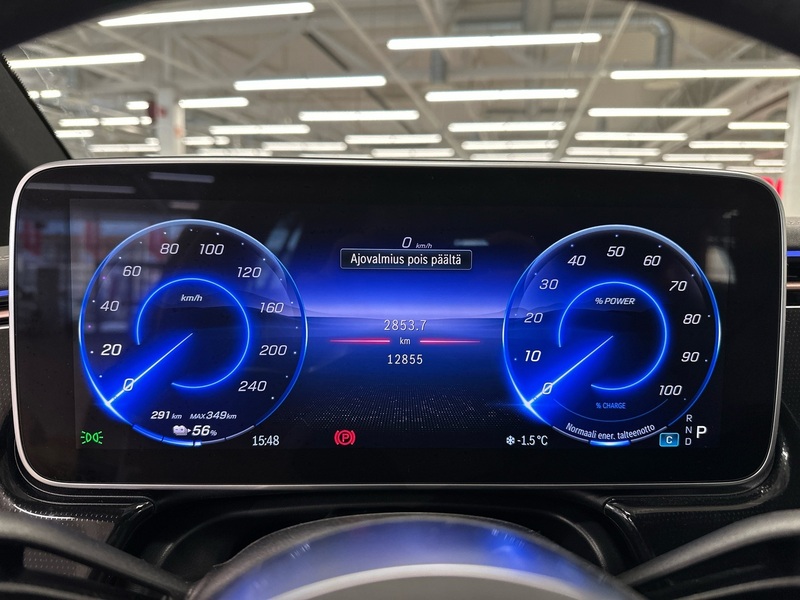 0 km/h
Ajovalmius pois päältä
0 20 40 60 80 100 120 160 200 240
km/h
291 km MAX 349 km
56%
15:48
2853.7
km
12855
P
0 10 20 30 40 50 60 70 80 90 100
% POWER
% CHARGE
Normaali ener. talteenotto
-1.5 °C
C
R
N
D
P